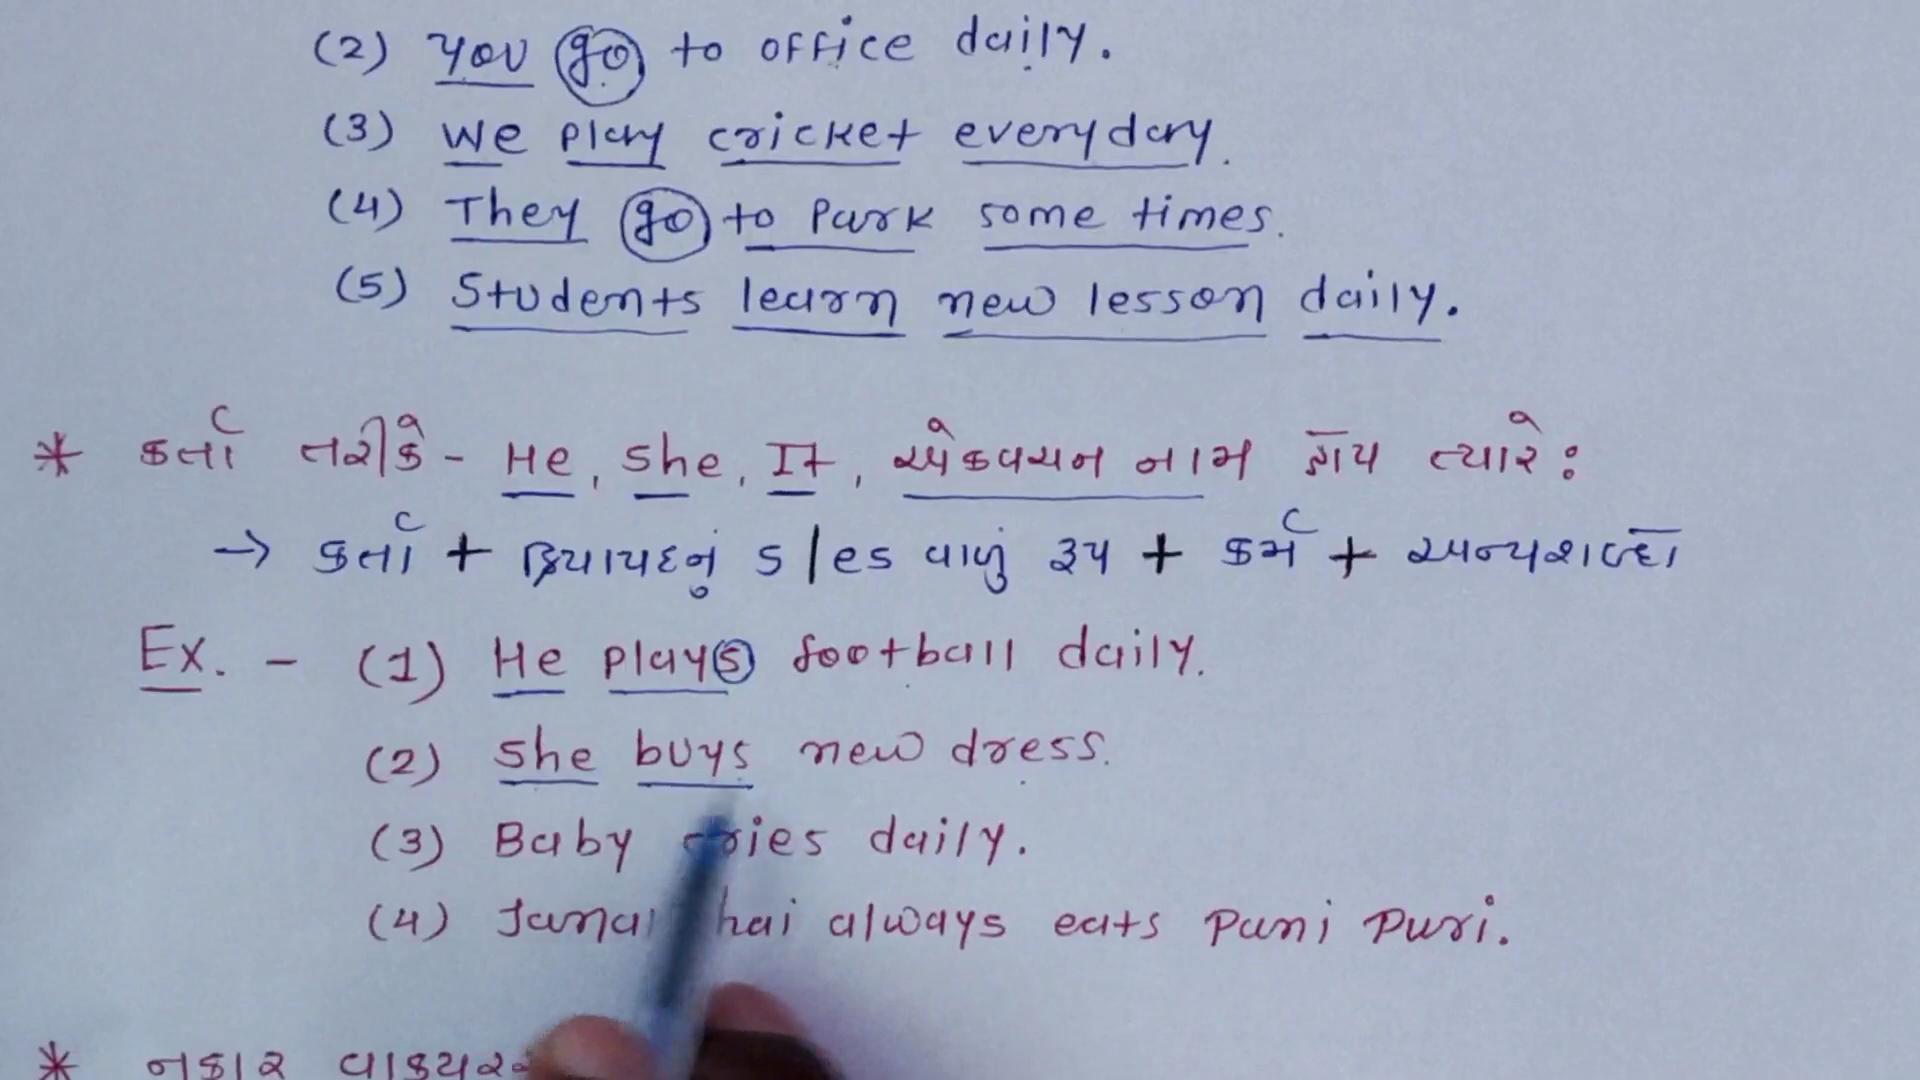 (2) You go to office daily.
(3) We play cricket everyday.
(4) They go to Park some times.
(5) Students learn new lesson daily.
* કર્તા તરીકે - He, She, It, એકવચન નામ હોય ત્યારે:
→ કર્તા + ક્રિયાપદનું s/es વાળું રૂપ + કર્મ + અન્યશબ્દો
Ex. - (1) He plays football daily.
(2) She buys new dress.
(3) Baby cries daily.
(4) always eats Pani Puri.
* નકાર